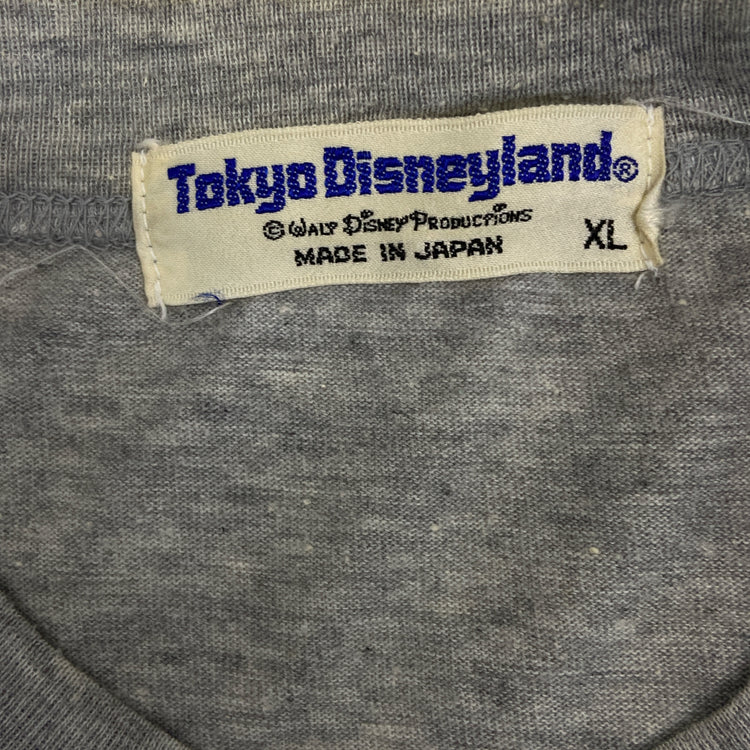 Tokyo Disneyland®
© Walt Disney Productions
MADE IN JAPAN
XL